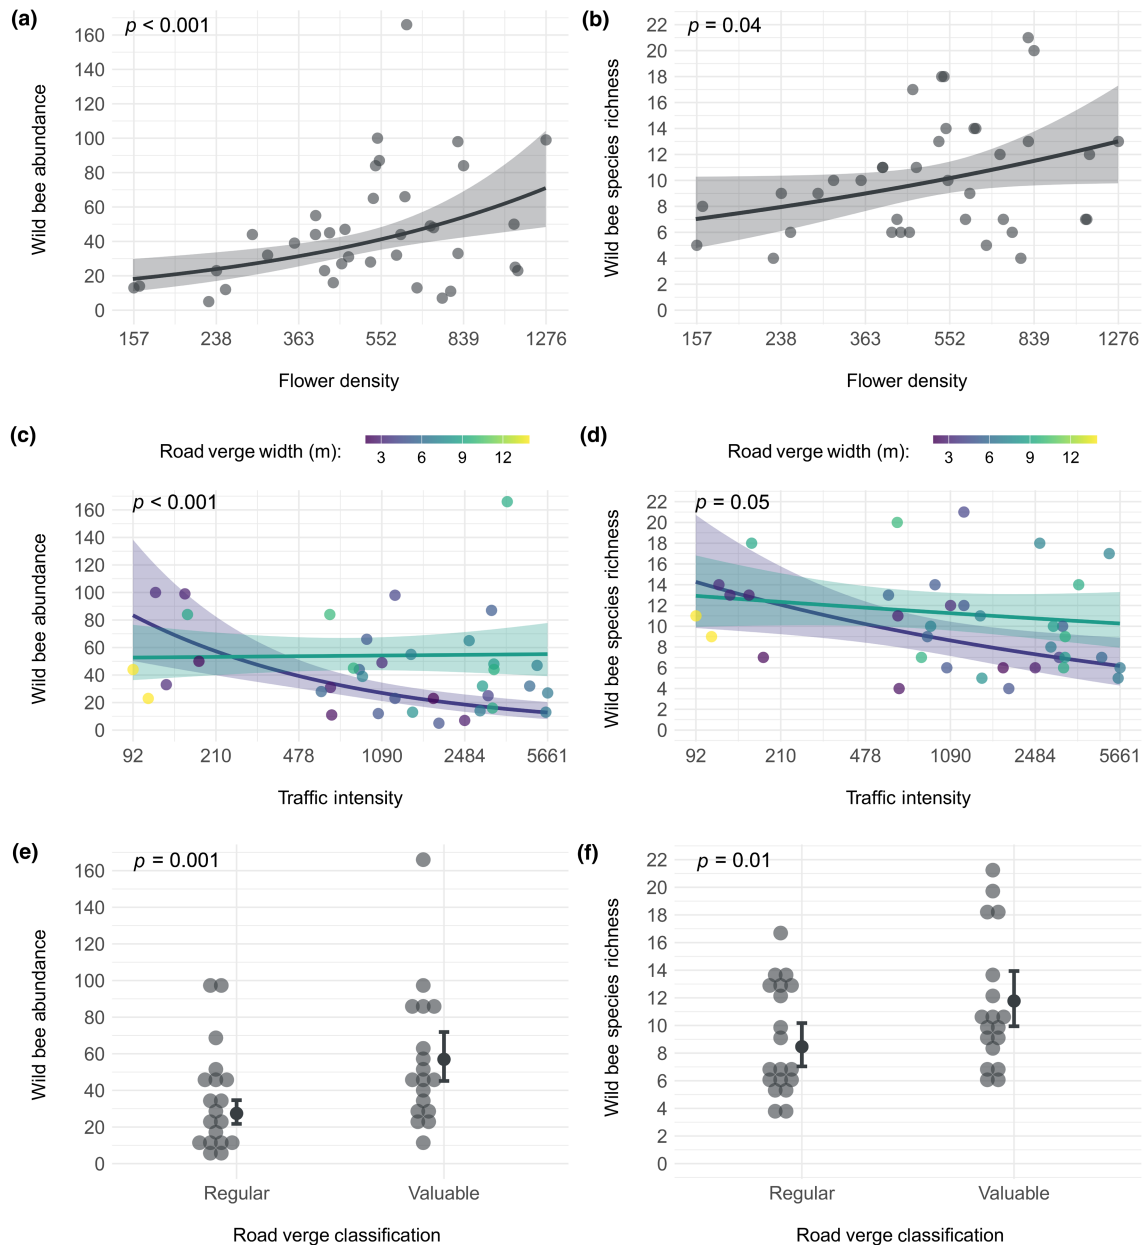 (a)
p < 0.001
160
140
120
100
80
60
40
20
0
Wild bee abundance
157 238 363 552 839 1276
Flower density
(b)
p = 0.04
22
20
18
16
14
12
10
8
6
4
2
0
Wild bee species richness
157 238 363 552 839 1276
Flower density
(c)
Road verge width (m):
3 6 9 12
p < 0.001
160
140
120
100
80
60
40
20
0
Wild bee abundance
92 210 478 1090 2484 5661
Traffic intensity
(d)
Road verge width (m):
3 6 9 12
p = 0.05
22
20
18
16
14
12
10
8
6
4
2
0
Wild bee species richness
92 210 478 1090 2484 5661
Traffic intensity
(e)
p = 0.001
160
140
120
100
80
60
40
20
0
Wild bee abundance
Regular Valuable
Road verge classification
(f)
p = 0.01
22
20
18
16
14
12
10
8
6
4
2
0
Wild bee species richness
Regular Valuable
Road verge classification